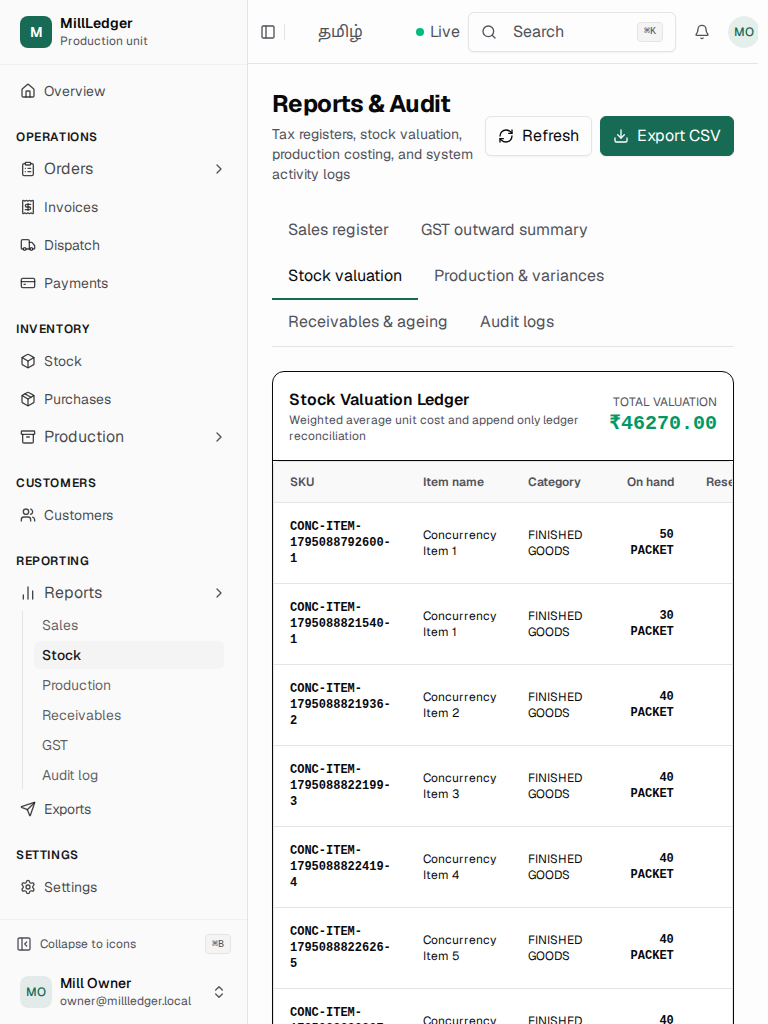 M
MillLedger
Production unit
Overview
OPERATIONS
Orders
Invoices
Dispatch
Payments
INVENTORY
Stock
Purchases
Production
CUSTOMERS
Customers
REPORTING
Reports
Sales
Stock
Production
Receivables
GST
Audit log
Exports
SETTINGS
Settings
Collapse to icons
⌘B
MO
Mill Owner
owner@millledger.local
தமிழ்
Live
Search
⌘K
MO
Reports & Audit
Tax registers, stock valuation,
production costing, and system
activity logs
Refresh
Export CSV
Sales register
GST outward summary
Stock valuation
Production & variances
Receivables & ageing
Audit logs
Stock Valuation Ledger
Weighted average unit cost and append only ledger
reconciliation
TOTAL VALUATION
₹46270.00
SKU Item name Category On hand Rese
CONC-ITEM-
1795088792600-
1
Concurrency
Item 1
FINISHED
GOODS
50
PACKET
CONC-ITEM-
1795088821540-
1
Concurrency
Item 1
FINISHED
GOODS
30
PACKET
CONC-ITEM-
1795088821936-
2
Concurrency
Item 2
FINISHED
GOODS
40
PACKET
CONC-ITEM-
1795088822199-
3
Concurrency
Item 3
FINISHED
GOODS
40
PACKET
CONC-ITEM-
1795088822419-
4
Concurrency
Item 4
FINISHED
GOODS
40
PACKET
CONC-ITEM-
1795088822626-
5
Concurrency
Item 5
FINISHED
GOODS
40
PACKET
CONC-ITEM-
Concurrency
FINISHED
40